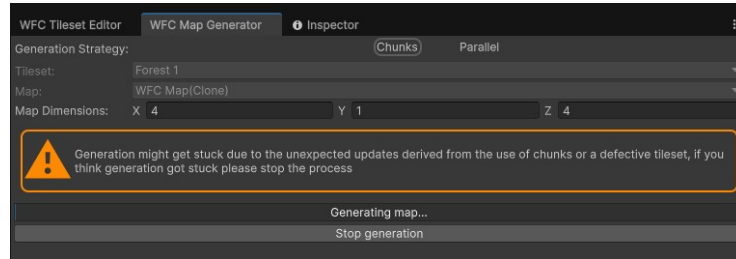 WFC Tileset Editor WFC Map Generator Inspector
Generation Strategy: Chunks Parallel
Tileset: Forest 1
Map: WFC Map(Clone)
Map Dimensions: X 4 Y 1 Z 4
Generation might get stuck due to the unexpected updates derived from the use of chunks or a defective tileset, if you
think generation got stuck please stop the process
Generating map...
Stop generation